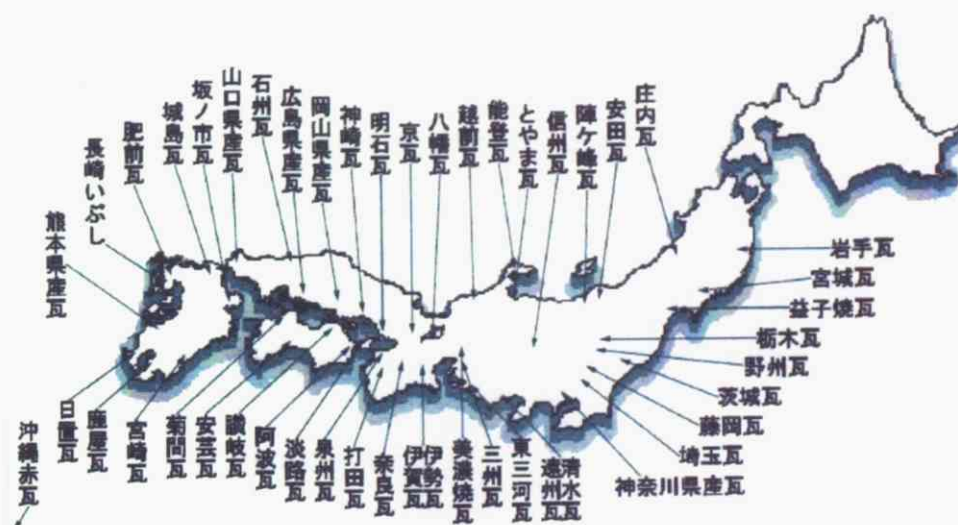 熊本県産瓦
長崎いぶし
肥前瓦
城島瓦
坂ノ市瓦
山口県産瓦
石州瓦
広島県産瓦
岡山県産瓦
神崎瓦
明石瓦
京瓦
八幡瓦
越前瓦
能登瓦
とやま瓦
信州瓦
陣ケ峰瓦
安田瓦
庄内瓦
岩手瓦
宮城瓦
益子焼瓦
栃木瓦
野州瓦
茨城瓦
藤岡瓦
埼玉瓦
神奈川県産瓦
沖縄赤瓦
日置瓦
鹿屋瓦
宮崎瓦
菊間瓦
安芸瓦
讃岐瓦
阿波瓦
淡路瓦
泉州瓦
打田瓦
奈良瓦
伊賀瓦
伊勢瓦
美濃焼瓦
三州瓦
東三河瓦
遠州瓦
清水瓦